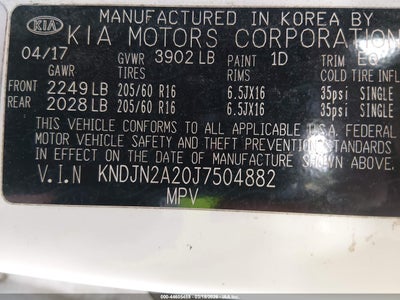 KIA MANUFACTURED IN KOREA BY
KIA MOTORS CORPORATION
04/17 GVWR 3902 LB PAINT 1D TRIM EQ
GAWR TIRES RIMS COLD TIRE INFL
FRONT 2249 LB 205/60 R16 6.5JX16 35psi SINGLE
REAR 2028 LB 205/60 R16 6.5JX16 35psi SINGLE
THIS VEHICLE CONFORMS TO ALL APPLICABLE U.S.A. FEDERAL
MOTOR VEHICLE SAFETY AND THEFT PREVENTION STANDARDS
IN EFFECT ON THE DATE OF MANUFACTURE SHOWN ABOVE.
V.I.N KNDJN2A20J7504882
MPV